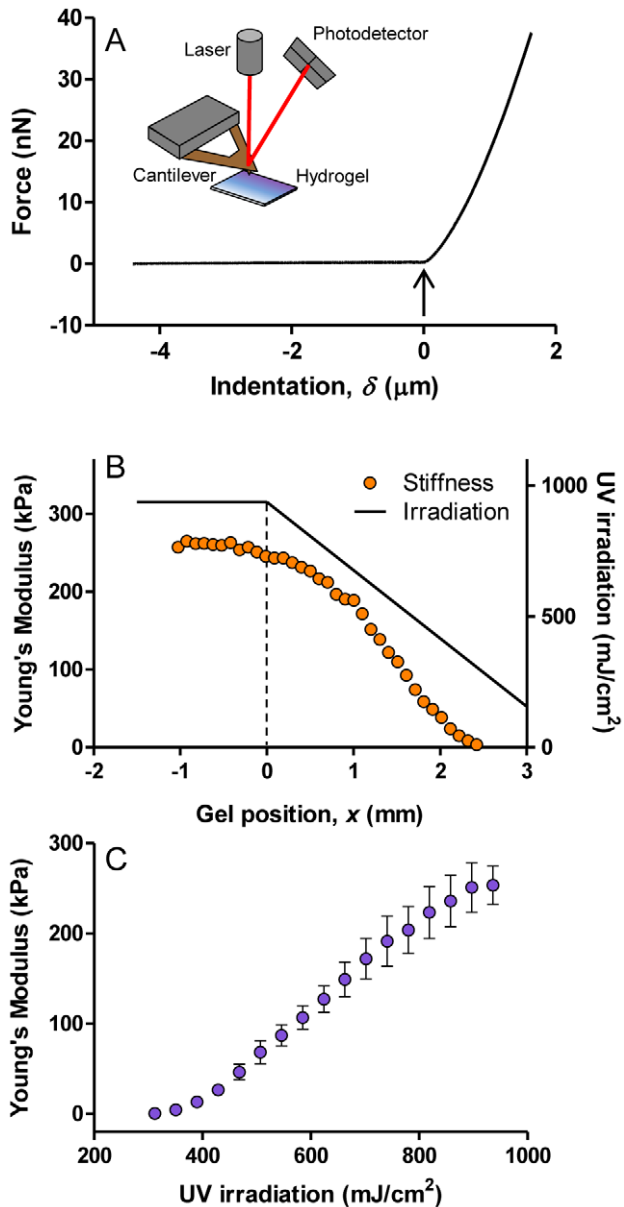 A
Force (nN)
40
30
20
10
0
-10
Laser
Photodetector
Cantilever
Hydrogel
-4
-2
0
2
Indentation, δ (μm)
B
Young's Modulus (kPa)
300
200
100
0
Stiffness
Irradiation
1000
500
0
UV irradiation (mJ/cm²)
-2
-1
0
1
2
3
Gel position, x (mm)
C
Young's Modulus (kPa)
300
200
100
0
200
400
600
800
1000
UV irradiation (mJ/cm²)